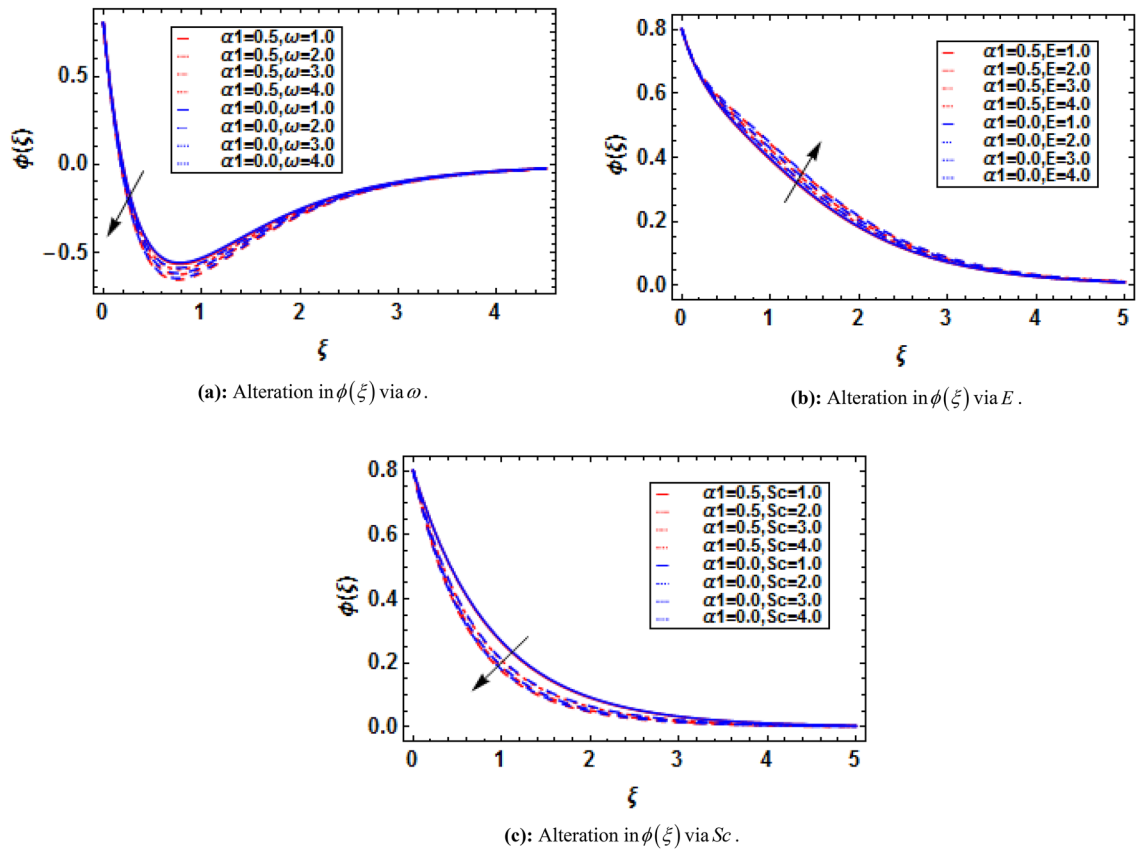 0.5
0.0
−0.5
ϕ(ξ)
α1=0.5,ω=1.0
α1=0.5,ω=2.0
α1=0.5,ω=3.0
α1=0.5,ω=4.0
α1=0.0,ω=1.0
α1=0.0,ω=2.0
α1=0.0,ω=3.0
α1=0.0,ω=4.0
0 1 2 3 4
ξ
(a): Alteration in ϕ(ξ) via ω.
0.8
0.6
0.4
0.2
0.0
ϕ(ξ)
α1=0.5,E=1.0
α1=0.5,E=2.0
α1=0.5,E=3.0
α1=0.5,E=4.0
α1=0.0,E=1.0
α1=0.0,E=2.0
α1=0.0,E=3.0
α1=0.0,E=4.0
0 1 2 3 4 5
ξ
(b): Alteration in ϕ(ξ) via E.
0.8
0.6
0.4
0.2
0.0
ϕ(ξ)
α1=0.5,Sc=1.0
α1=0.5,Sc=2.0
α1=0.5,Sc=3.0
α1=0.5,Sc=4.0
α1=0.0,Sc=1.0
α1=0.0,Sc=2.0
α1=0.0,Sc=3.0
α1=0.0,Sc=4.0
0 1 2 3 4 5
ξ
(c): Alteration in ϕ(ξ) via Sc.